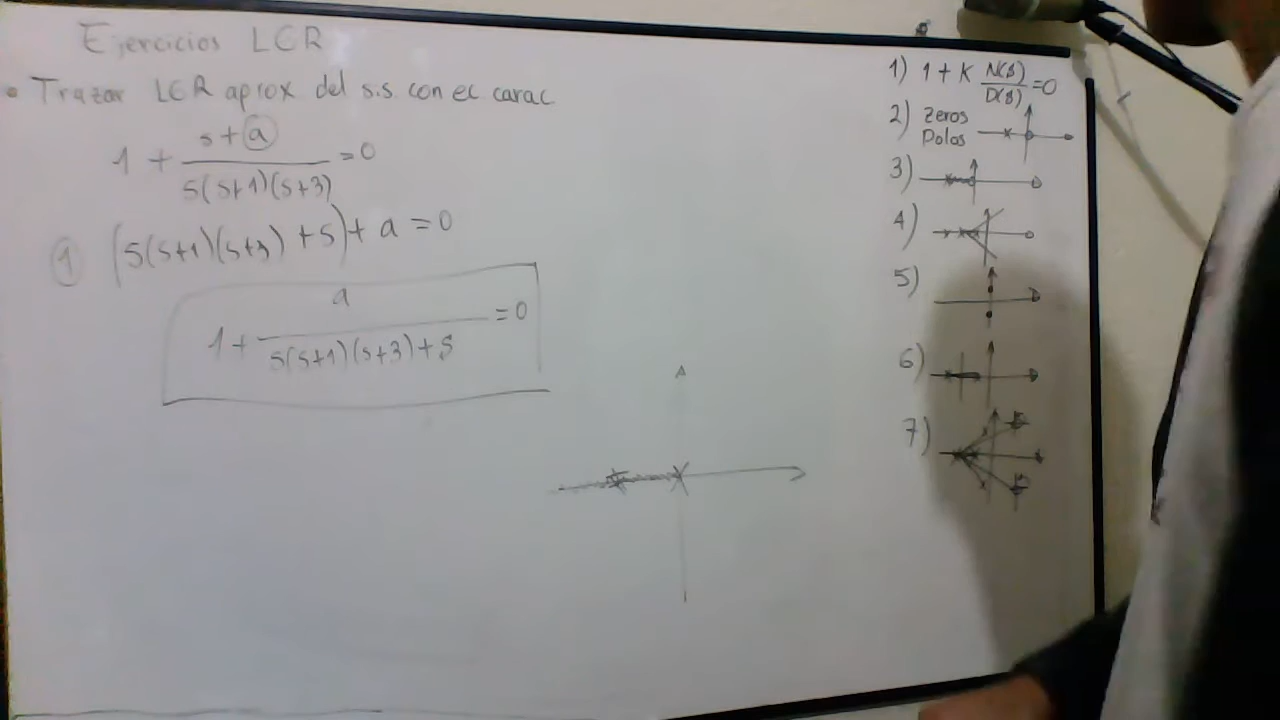 Ejercicios LGR
• Trazar LGR aprox del s.s. con ec. carac.
1 + s+a / s(s+1)(s+3) = 0
1 (s(s+1)(s+3) + s) + a = 0
1 + a / s(s+1)(s+3)+s = 0
1) 1 + K N(s)/D(s) = 0
2) Zeros
Polos
3)
4)
5)
6)
7)